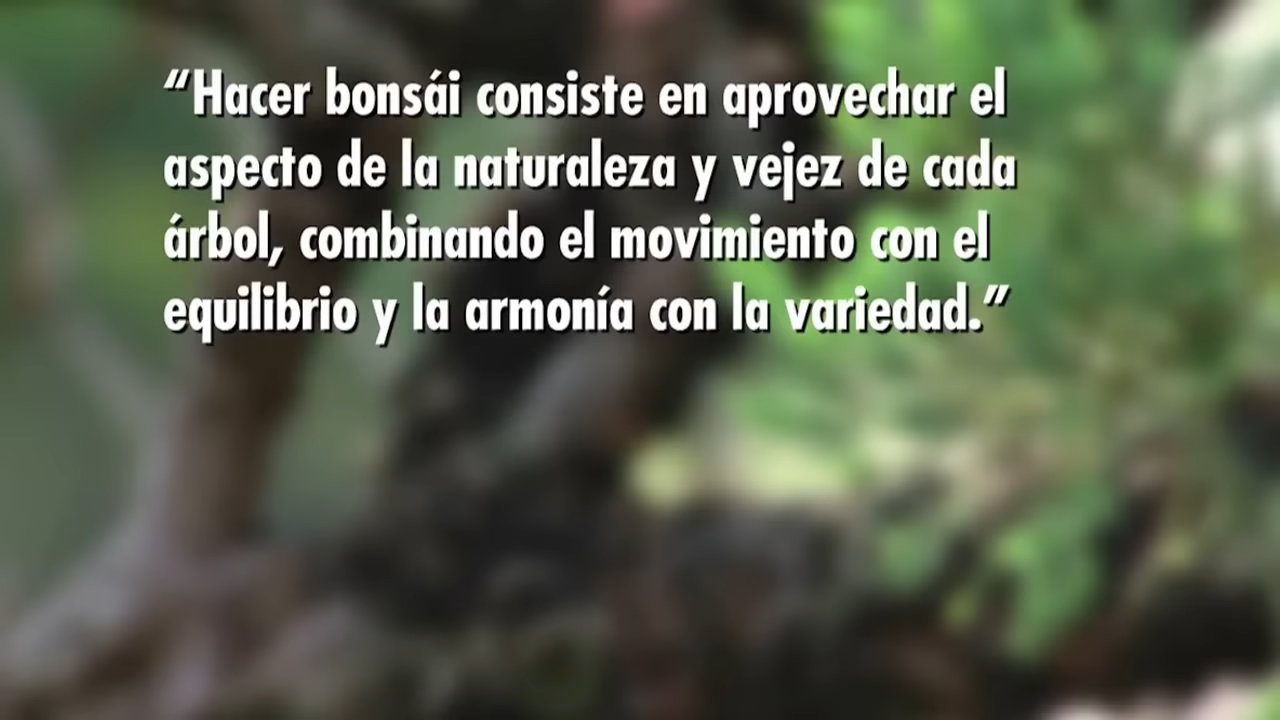 “Hacer bonsái consiste en aprovechar el
aspecto de la naturaleza y vejez de cada
árbol, combinando el movimiento con el
equilibrio y la armonía con la variedad.”